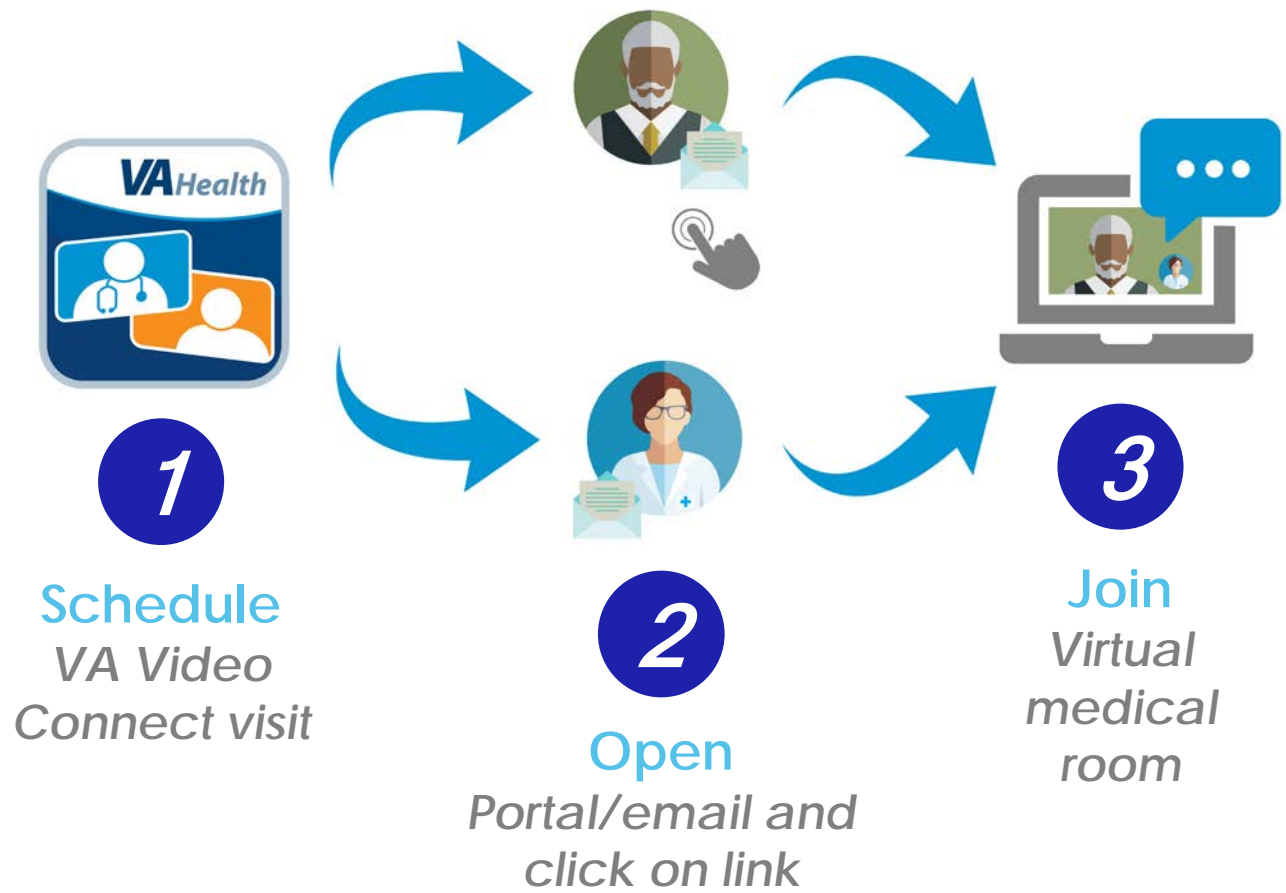 VA Health
1
Schedule
VA Video
Connect visit
2
Open
Portal/email and
click on link
3
Join
Virtual
medical
room